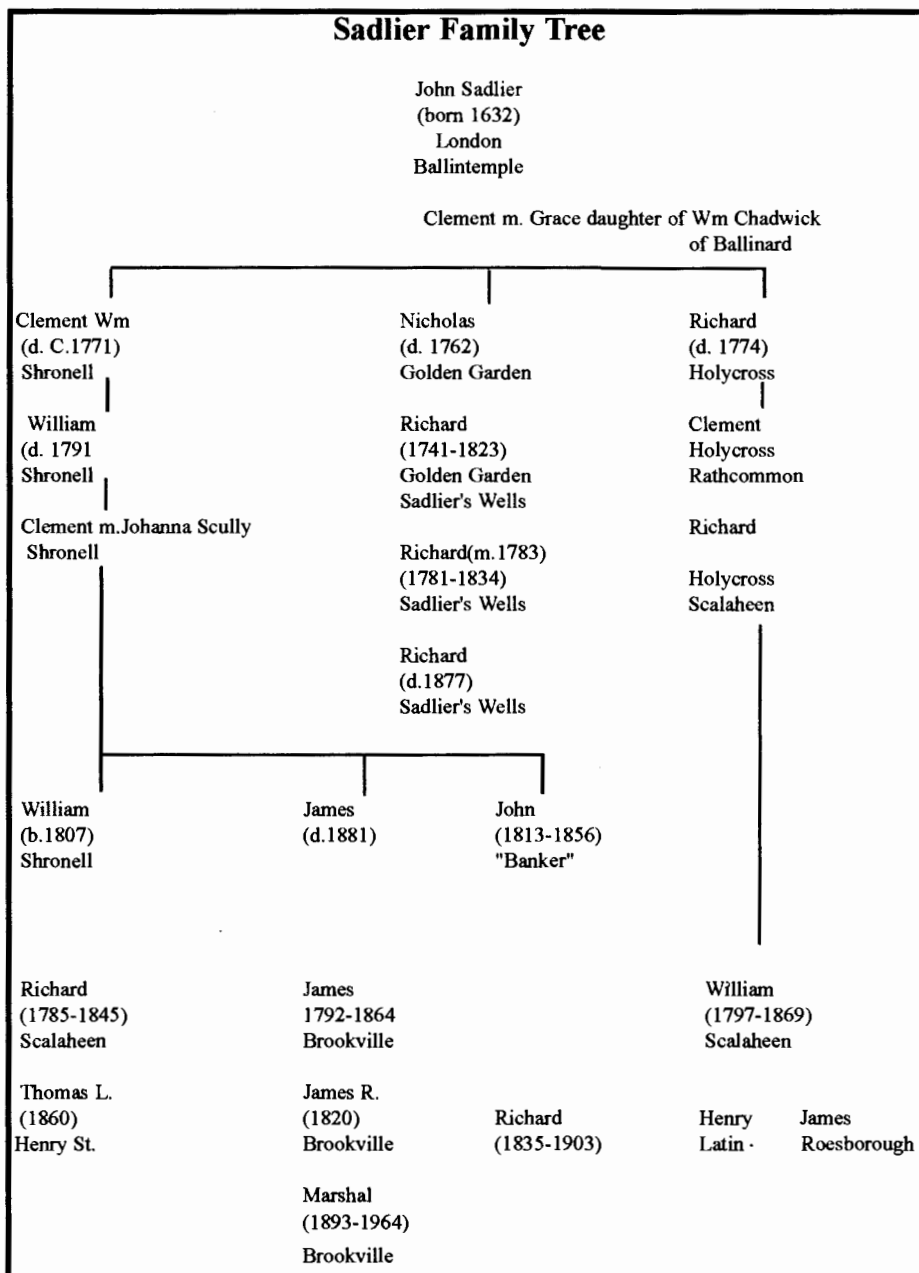 Sadlier Family Tree
John Sadlier
(born 1632)
London
Ballintemple
Clement m. Grace daughter of Wm Chadwick
of Ballinard
Clement Wm
(d. C.1771)
Shronell
Nicholas
(d. 1762)
Golden Garden
Richard
(d. 1774)
Holycross
William
(d. 1791
Shronell
Richard
(1741-1823)
Golden Garden
Sadlier's Wells
Clement
Holycross
Rathcommon
Clement m.Johanna Scully
Shronell
Richard(m.1783)
(1781-1834)
Sadlier's Wells
Richard
Holycross
Scalaheen
Richard
(d.1877)
Sadlier's Wells
William
(b.1807)
Shronell
James
(d.1881)
John
(1813-1856)
"Banker"
Richard
(1785-1845)
Scalaheen
James
1792-1864
Brookville
William
(1797-1869)
Scalaheen
Thomas L.
(1860)
Henry St.
James R.
(1820)
Brookville
Richard
(1835-1903)
Henry
Latin
James
Roesborough
Marshal
(1893-1964)
Brookville